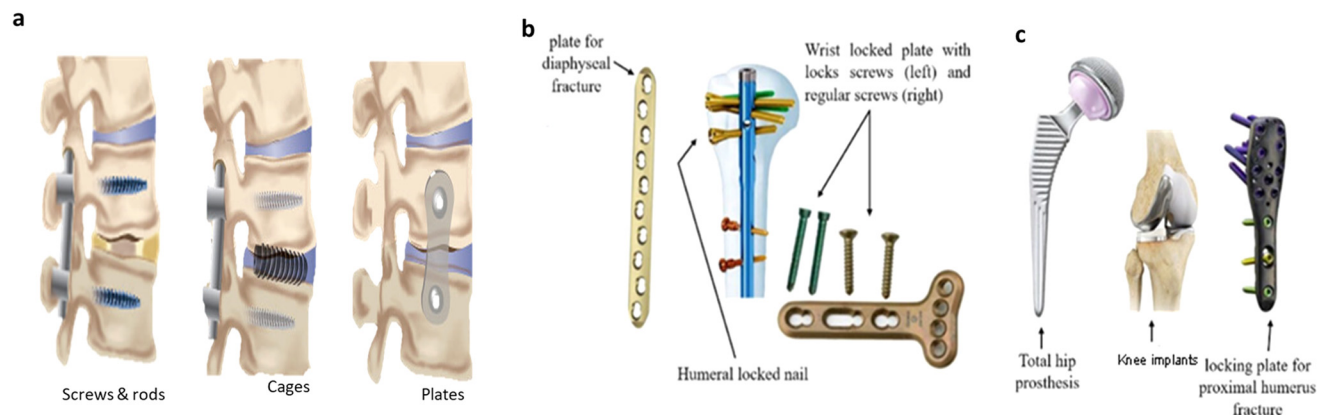 a
Screws & rods
Cages
Plates
b
plate for
diaphyseal
fracture
Wrist locked plate with
locks screws (left) and
regular screws (right)
Humeral locked nail
c
Total hip
prosthesis
Knee implants
locking plate for
proximal humerus
fracture